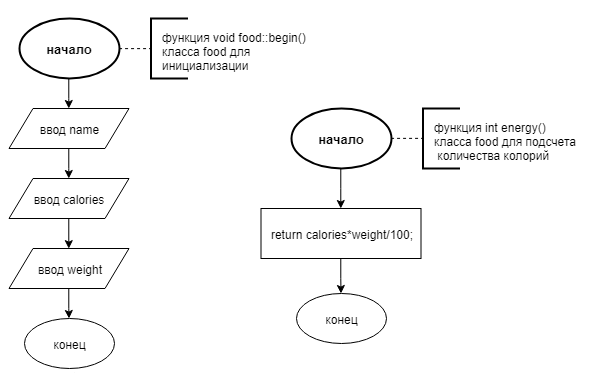 начало
функция void food::begin()
класса food для
инициализации
ввод name
ввод calories
ввод weight
конец
начало
функция int energy()
класса food для подсчета
количества колорий
return calories*weight/100;
конец